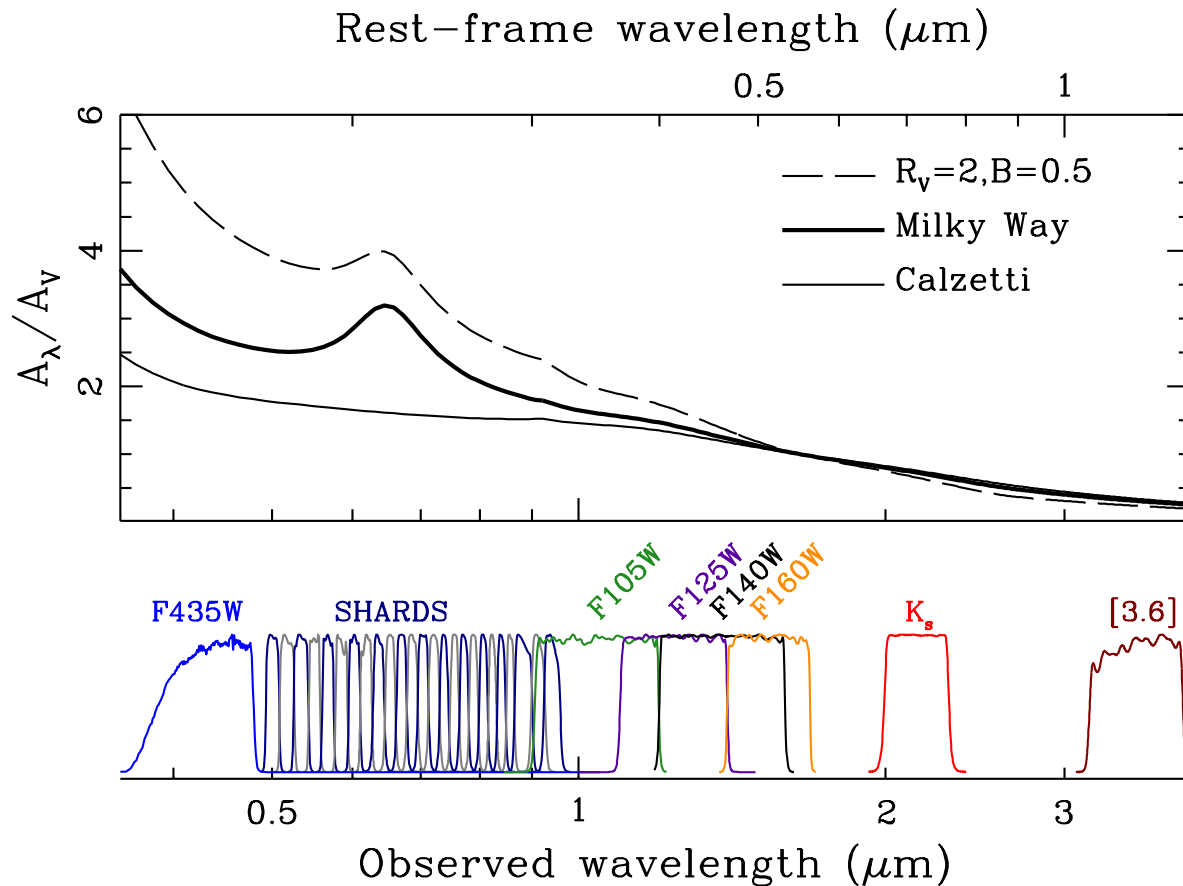 Rest-frame wavelength (μm)
0.5 1
6
4
2
A_λ/A_V
R_V=2,B=0.5
Milky Way
Calzetti
F435W
SHARDS
F105W
F125W
F140W
F160W
K_s
[3.6]
0.5 1 2 3
Observed wavelength (μm)